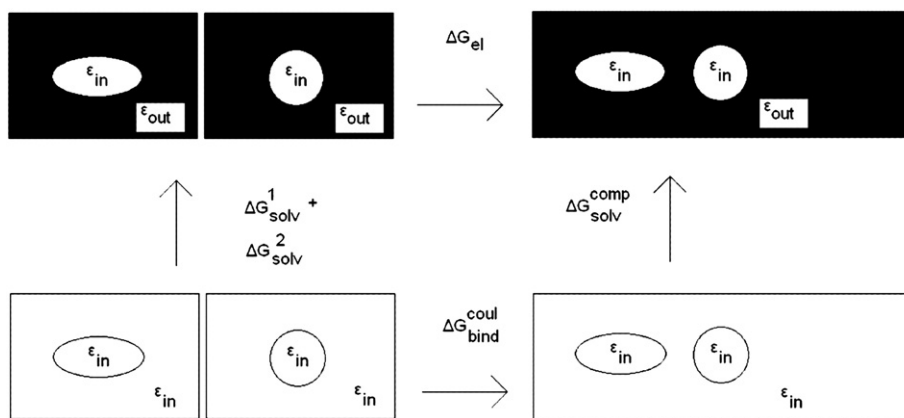 ε_in ε_in ΔG_el ε_in ε_in
ε_out ε_out ε_out
ΔG^1_solv + ΔG^comp_solv
ΔG^2_solv
ΔG^coul_bind
ε_in ε_in ε_in ε_in
ε_in ε_in ε_in